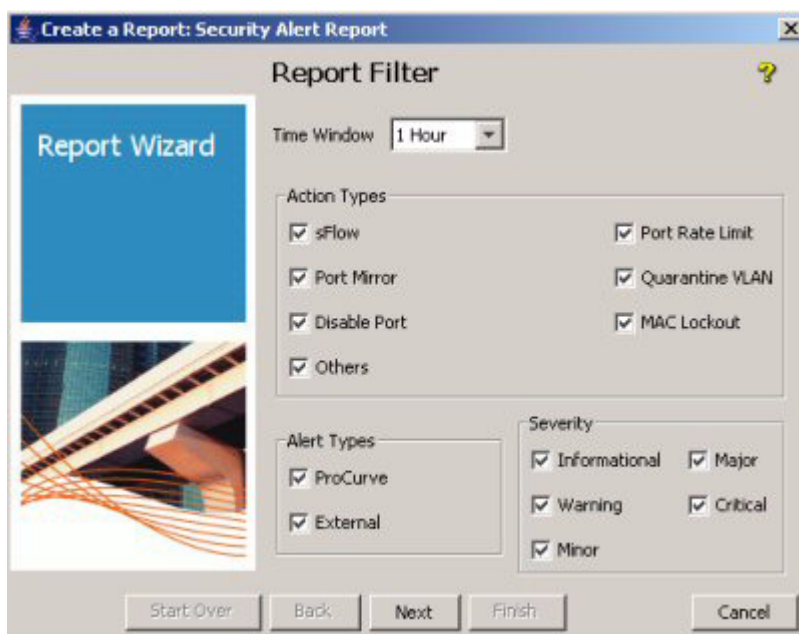 Create a Report: Security Alert Report
Report Filter
Report Wizard
Time Window 1 Hour
Action Types
sFlow
Port Rate Limit
Port Mirror
Quarantine VLAN
Disable Port
MAC Lockout
Others
Alert Types
ProCurve
External
Severity
Informational
Major
Warning
Critical
Minor
Start Over
Back
Next
Finish
Cancel